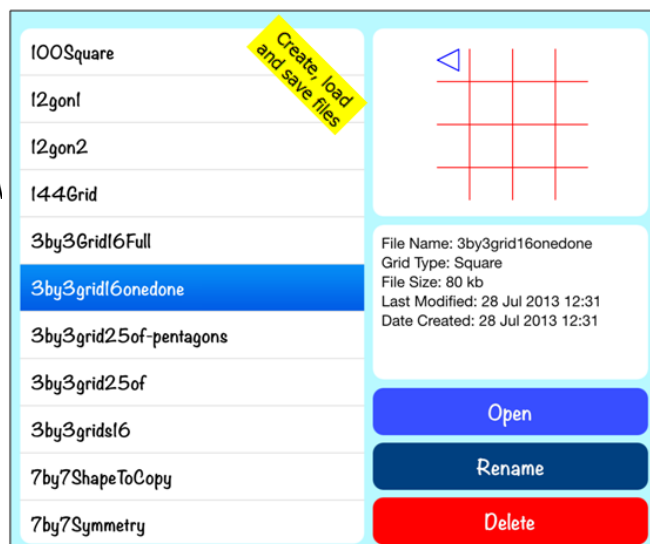 100Square
12gon1
12gon2
144Grid
3by3Grid16Full
3by3grid16onedone
3by3grid25of-pentagons
3by3grid25of
3by3grids16
7by7ShapeToCopy
7by7Symmetry
Create, load
and save files
File Name: 3by3grid16onedone
Grid Type: Square
File Size: 80 kb
Last Modified: 28 Jul 2013 12:31
Date Created: 28 Jul 2013 12:31
Open
Rename
Delete